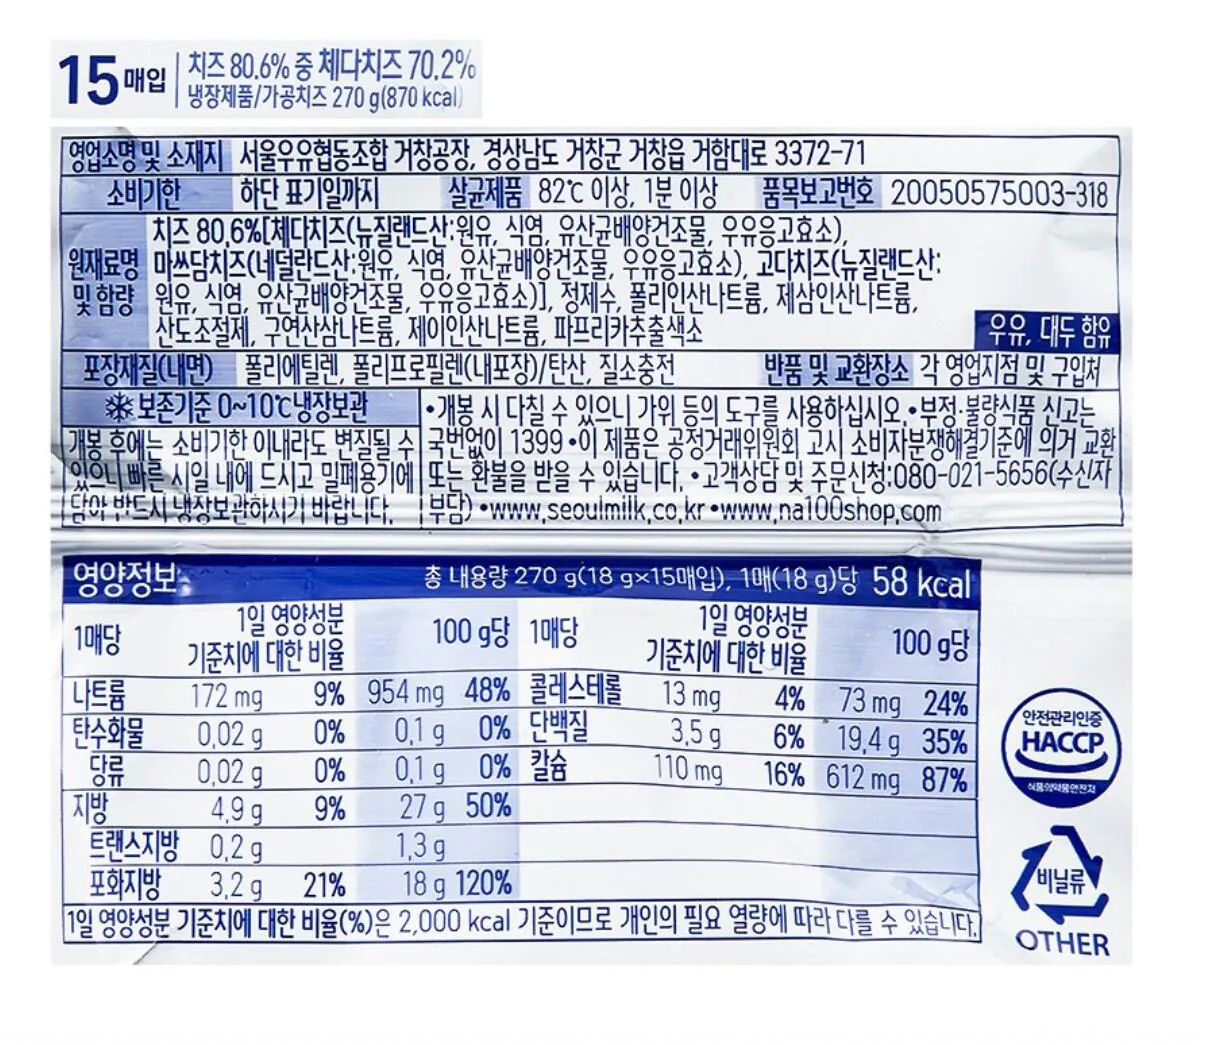 15매입 치즈 80.6% 중 체다치즈 70.2%
냉장제품/가공치즈 270 g(870 kcal)
영업소명 및 소재지 서울우유협동조합 거창공장, 경상남도 거창군 거창읍 거함대로 3372-71
소비기한 하단 표기일까지 살균제품 82℃ 이상, 1분 이상 품목보고번호 20050575003-318
원재료명 및 함량
치즈 80.6%[체다치즈(뉴질랜드산:원유, 식염, 유산균배양건조물, 우유응고효소),
마쓰담치즈(네덜란드산:원유, 식염, 유산균배양건조물, 우유응고효소), 고다치즈(뉴질랜드산:
원유, 식염, 유산균배양건조물, 우유응고효소)], 정제수, 폴리인산나트륨, 제삼인산나트륨,
산도조절제, 구연산삼나트륨, 제이인산나트륨, 파프리카추출색소
우유, 대두 함유
포장재질(내면) 폴리에틸렌, 폴리프로필렌(내포장)/탄산, 질소충전 반품 및 교환장소 각 영업지점 및 구입처
보존기준 0~10℃냉장보관
개봉 후에는 소비기한 이내라도 변질될 수
있으니 빠른 시일 내에 드시고 밀폐용기에
담아 반드시 냉장보관하시기 바랍니다.
•개봉 시 다칠 수 있으니 가위 등의 도구를 사용하십시오.•부정·불량식품 신고는
국번없이 1399 •이 제품은 공정거래위원회 고시 소비자분쟁해결기준에 의거 교환
또는 환불을 받을 수 있습니다. •고객상담 및 주문신청:080-021-5656(수신자
부담) •www.seoulmilk.co.kr •www.na100shop.com
영양정보 총 내용량 270 g(18 g×15매입), 1매(18 g)당 58 kcal
1매당 1일 영양성분 기준치에 대한 비율 100 g당 1매당 1일 영양성분 기준치에 대한 비율 100 g당
나트륨 172 mg 9% 954 mg 48% 콜레스테롤 13 mg 4% 73 mg 24%
탄수화물 0.02 g 0% 0.1 g 0% 단백질 3.5 g 6% 19.4 g 35%
당류 0.02 g 0% 0.1 g 0% 칼슘 110 mg 16% 612 mg 87%
지방 4.9 g 9% 27 g 50%
트랜스지방 0.2 g 1.3 g
포화지방 3.2 g 21% 18 g 120%
1일 영양성분 기준치에 대한 비율(%)은 2,000 kcal 기준이므로 개인의 필요 열량에 따라 다를 수 있습니다.
안전관리인증
HACCP
식품의약품안전처
비닐류
OTHER